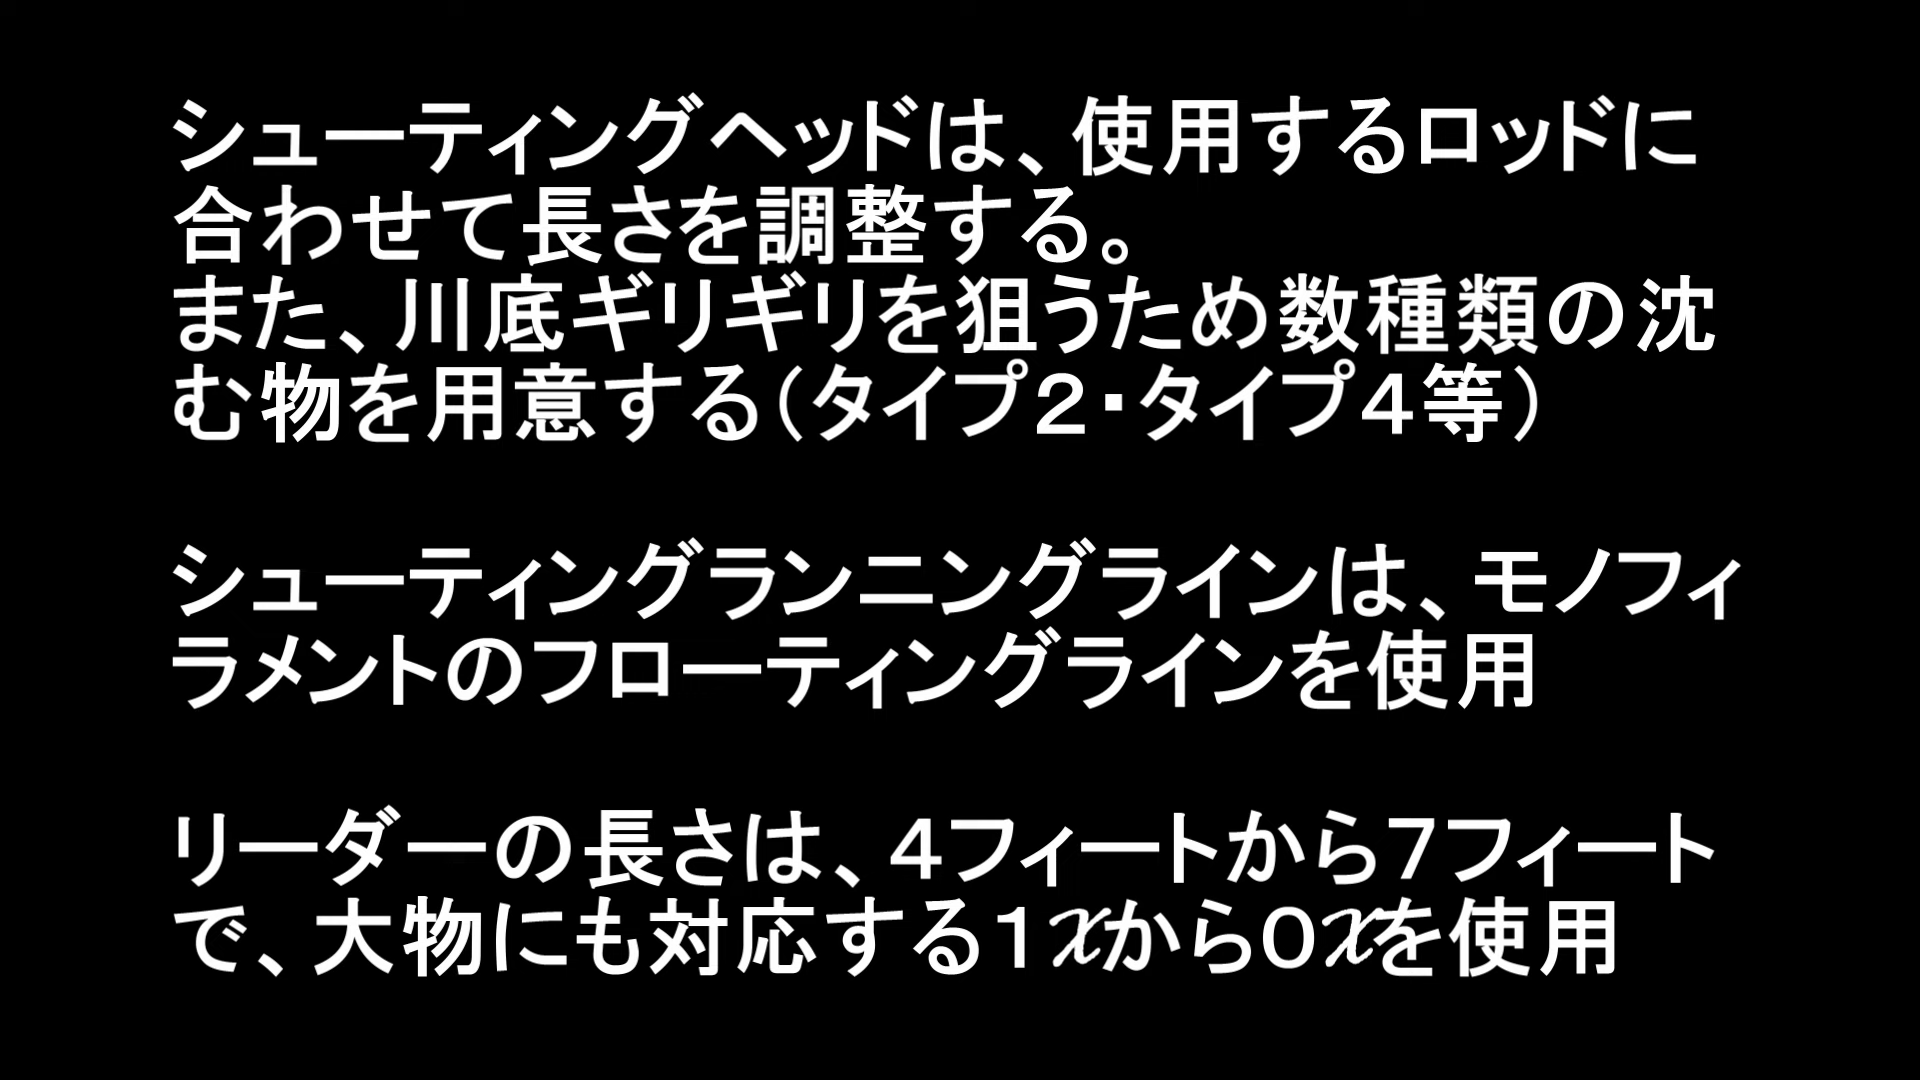 シューティングヘッドは、使用するロッドに
合わせて長さを調整する。
また、川底ギリギリを狙うため数種類の沈
む物を用意する（タイプ２・タイプ４等）
シューティングランニングラインは、モノフィ
ラメントのフローティングラインを使用
リーダーの長さは、４フィートから７フィート
で、大物にも対応する１xから０xを使用